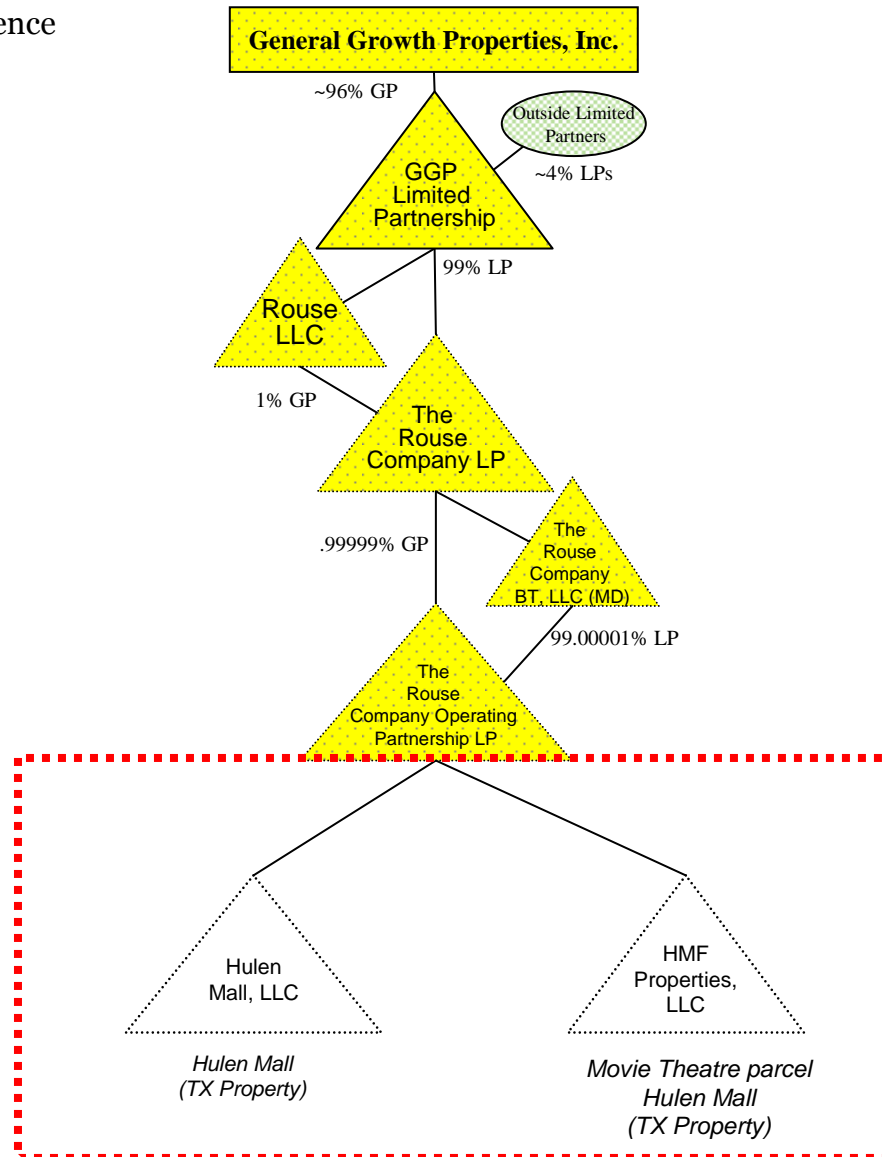 ence
General Growth Properties, Inc.
~96% GP
Outside Limited
Partners
~4% LPs
GGP
Limited
Partnership
99% LP
Rouse
LLC
1% GP
The
Rouse
Company LP
.99999% GP
The
Rouse
Company
BT, LLC (MD)
99.00001% LP
The
Rouse
Company Operating
Partnership LP
Hulen
Mall, LLC
HMF
Properties,
LLC
Hulen Mall
(TX Property)
Movie Theatre parcel
Hulen Mall
(TX Property)